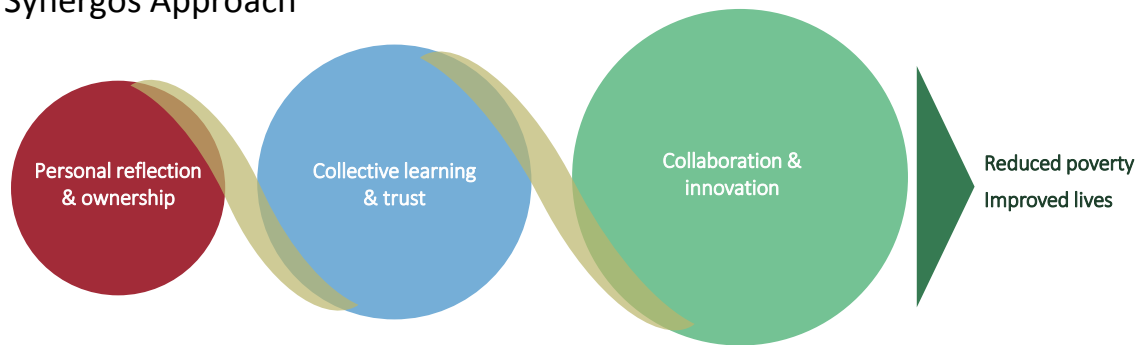 Synergos Approach
Personal reflection
& ownership
Collective learning
& trust
Collaboration &
innovation
Reduced poverty
Improved lives